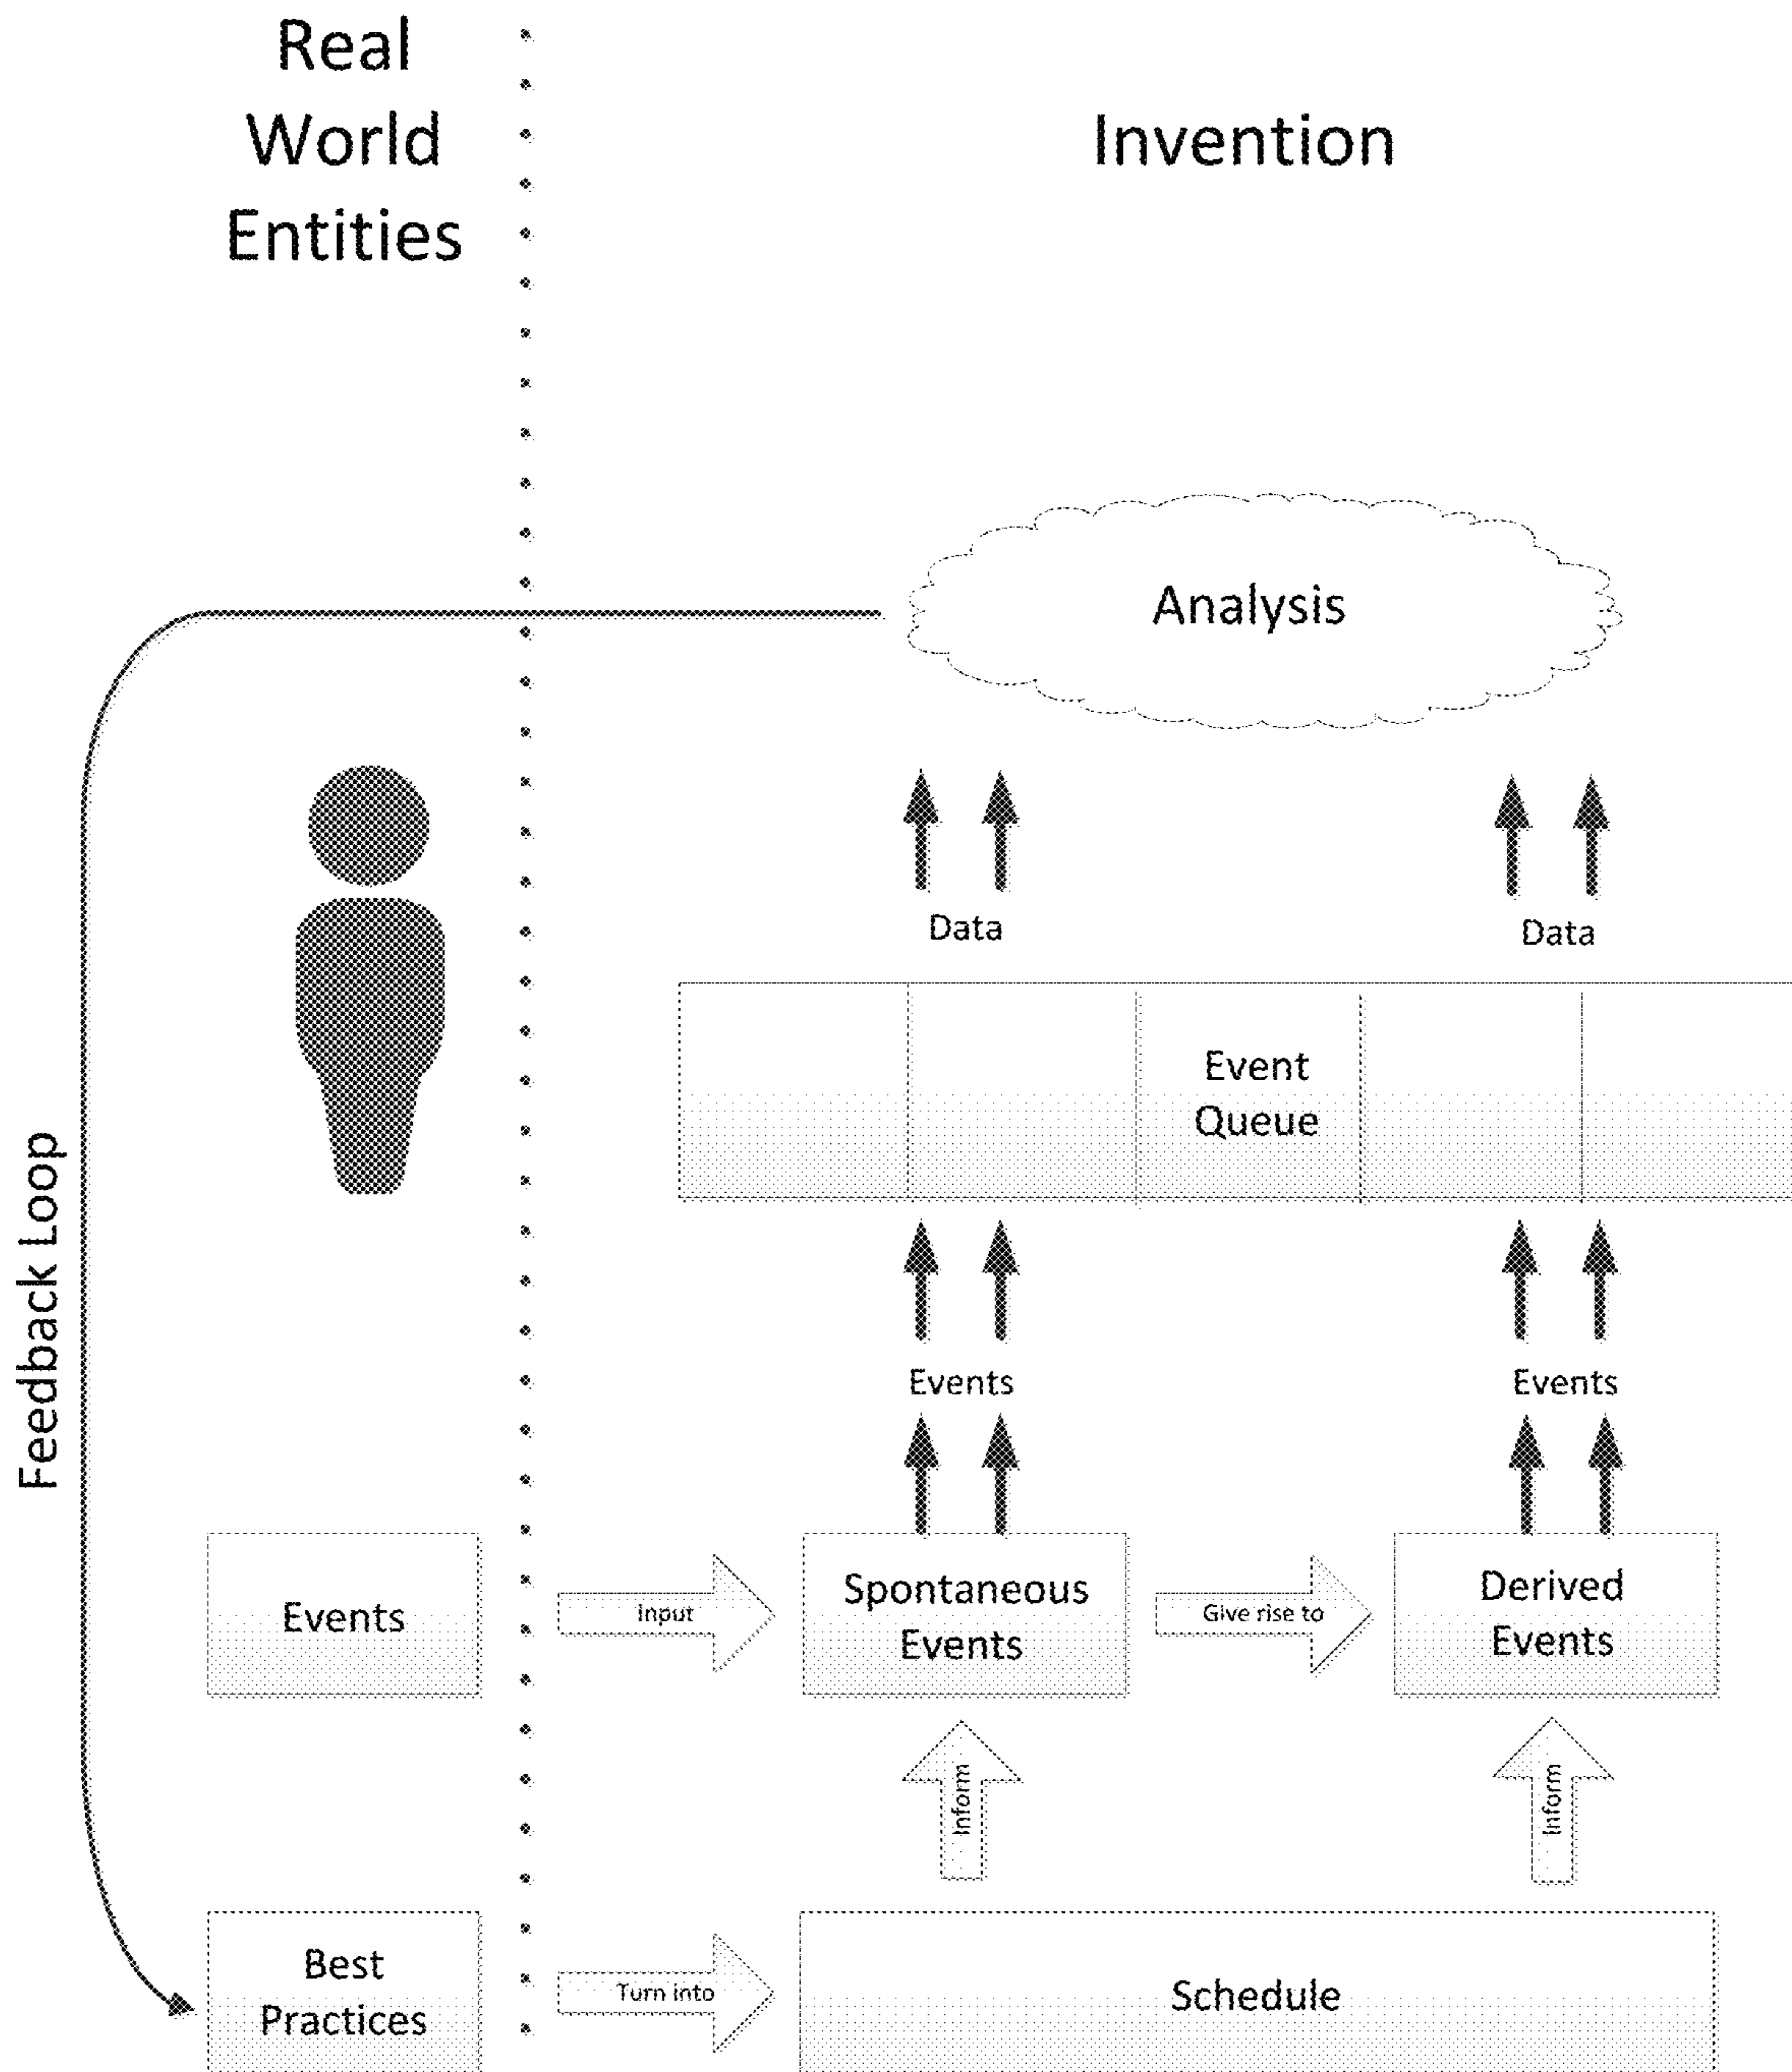 Real
World
Entities
Invention
Analysis
Data
Data
Event
Queue
Feedback Loop
Events
Events
Events
Input
Spontaneous
Events
Give rise to
Derived
Events
Inform
Inform
Best
Practices
Turn into
Schedule